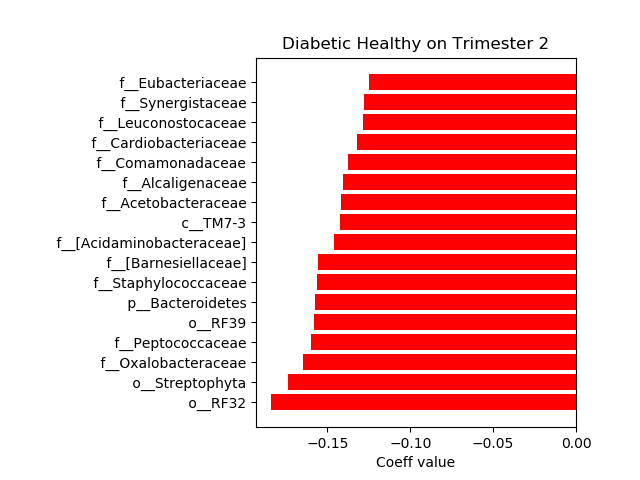 Diabetic Healthy on Trimester 2
f__Eubacteriaceae
f__Synergistaceae
f__Leuconostocaceae
f__Cardiobacteriaceae
f__Comamonadaceae
f__Alcaligenaceae
f__Acetobacteraceae
c__TM7-3
f__[Acidaminobacteraceae]
f__[Barnesiellaceae]
f__Staphylococcaceae
p__Bacteroidetes
o__RF39
f__Peptococcaceae
f__Oxalobacteraceae
o__Streptophyta
o__RF32
−0.15 −0.10 −0.05 0.00
Coeff value